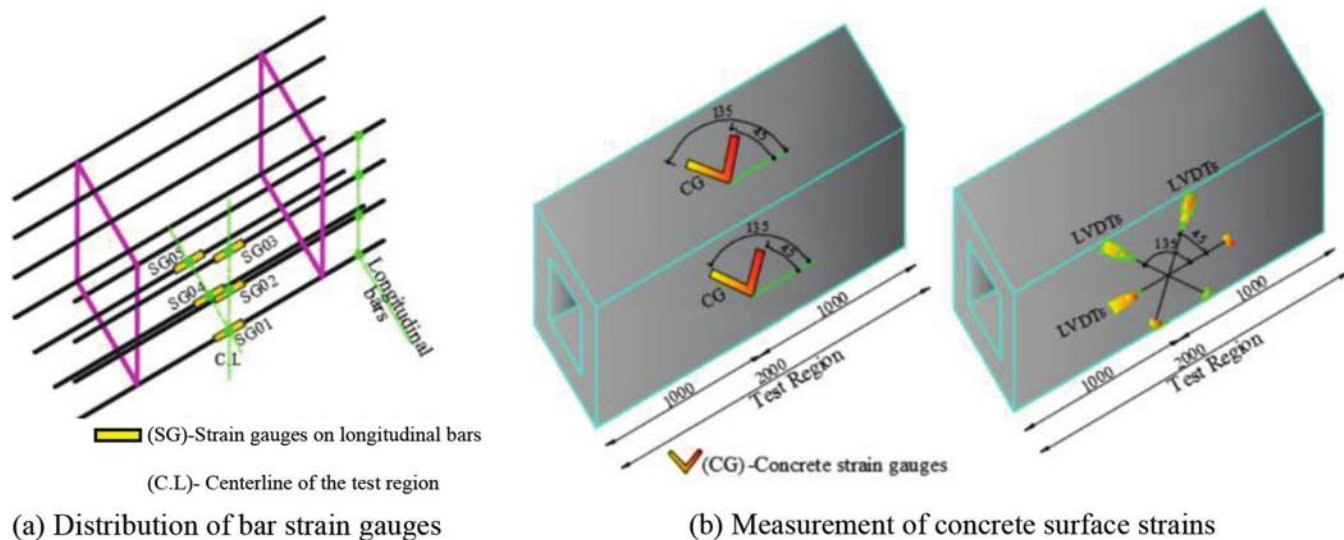 SG05
SG03
SG04
SG02
SG01
C.L
Longitudinal
bars
(SG)-Strain gauges on longitudinal bars
(C.L)- Centerline of the test region
(a) Distribution of bar strain gauges
135
45
CG
135
45
CG
1000
1000
2000
Test Region
(CG) -Concrete strain gauges
LVDTs
LVDTs
LVDTs
135
45
1000
1000
2000
Test Region
(b) Measurement of concrete surface strains